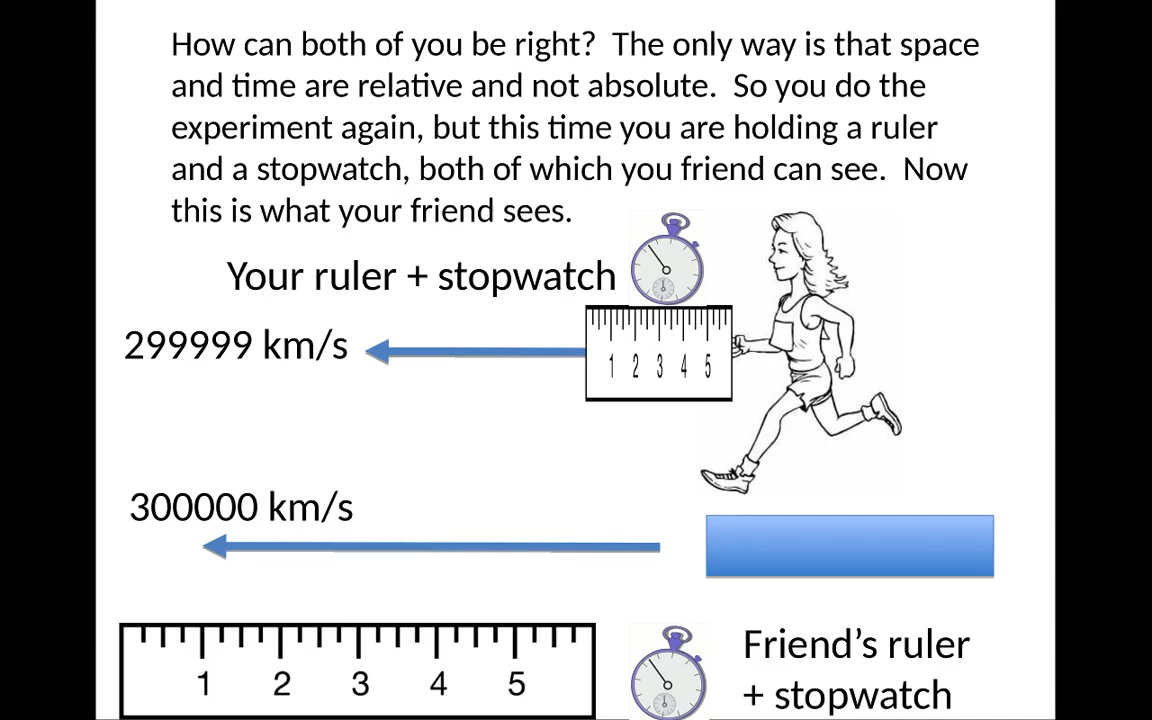 How can both of you be right?  The only way is that space
and time are relative and not absolute.  So you do the
experiment again, but this time you are holding a ruler
and a stopwatch, both of which you friend can see.  Now
this is what your friend sees.
Your ruler + stopwatch
299999 km/s
1 2 3 4 5
300000 km/s
1 2 3 4 5
Friend’s ruler
+ stopwatch